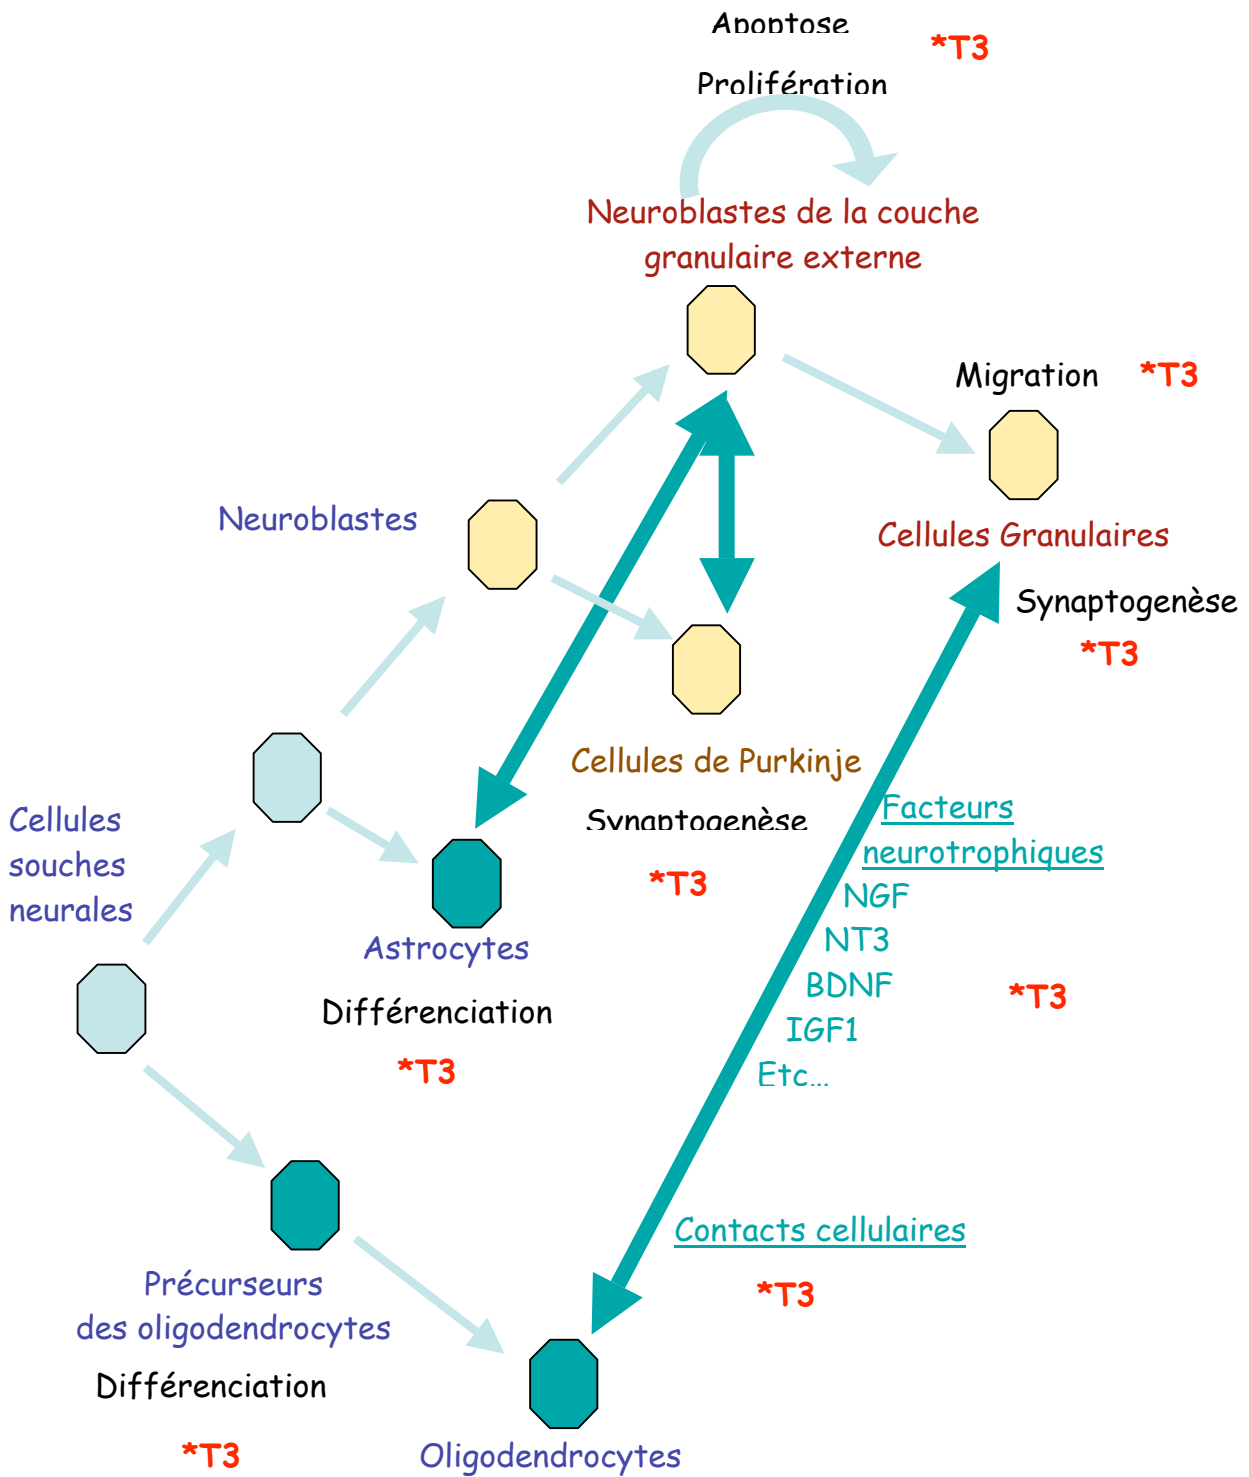 Apoptose
*T3
Prolifération
Neuroblastes de la couche
granulaire externe
Migration *T3
Neuroblastes
Cellules Granulaires
Synaptogenèse
*T3
Cellules de Purkinje
Synaptogenèse
*T3
Facteurs
neurotrophiques
NGF
NT3
BDNF
*T3
IGF1
Etc...
Cellules
souches
neurales
Astrocytes
Différenciation
*T3
Contacts cellulaires
*T3
Précurseurs
des oligodendrocytes
Différenciation
*T3
Oligodendrocytes